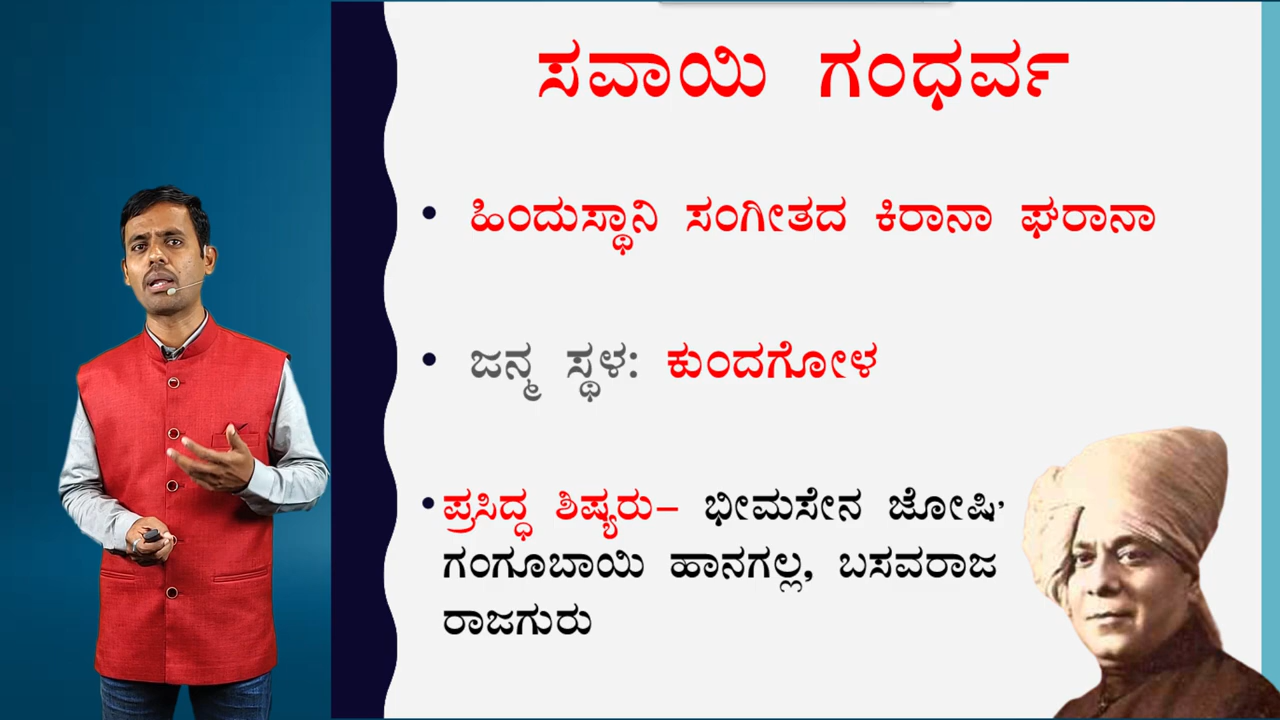 ಸವಾಯಿ ಗಂಧರ್ವ
• ಹಿಂದುಸ್ಥಾನಿ ಸಂಗೀತದ ಕಿರಾನಾ ಘರಾನಾ
• ಜನ್ಮ ಸ್ಥಳ: ಕುಂದಗೋಳ
• ಪ್ರಸಿದ್ಧ ಶಿಷ್ಯರು– ಭೀಮಸೇನ ಜೋಷಿ,
ಗಂಗೂಬಾಯಿ ಹಾನಗಲ್ಲ, ಬಸವರಾಜ
ರಾಜಗುರು